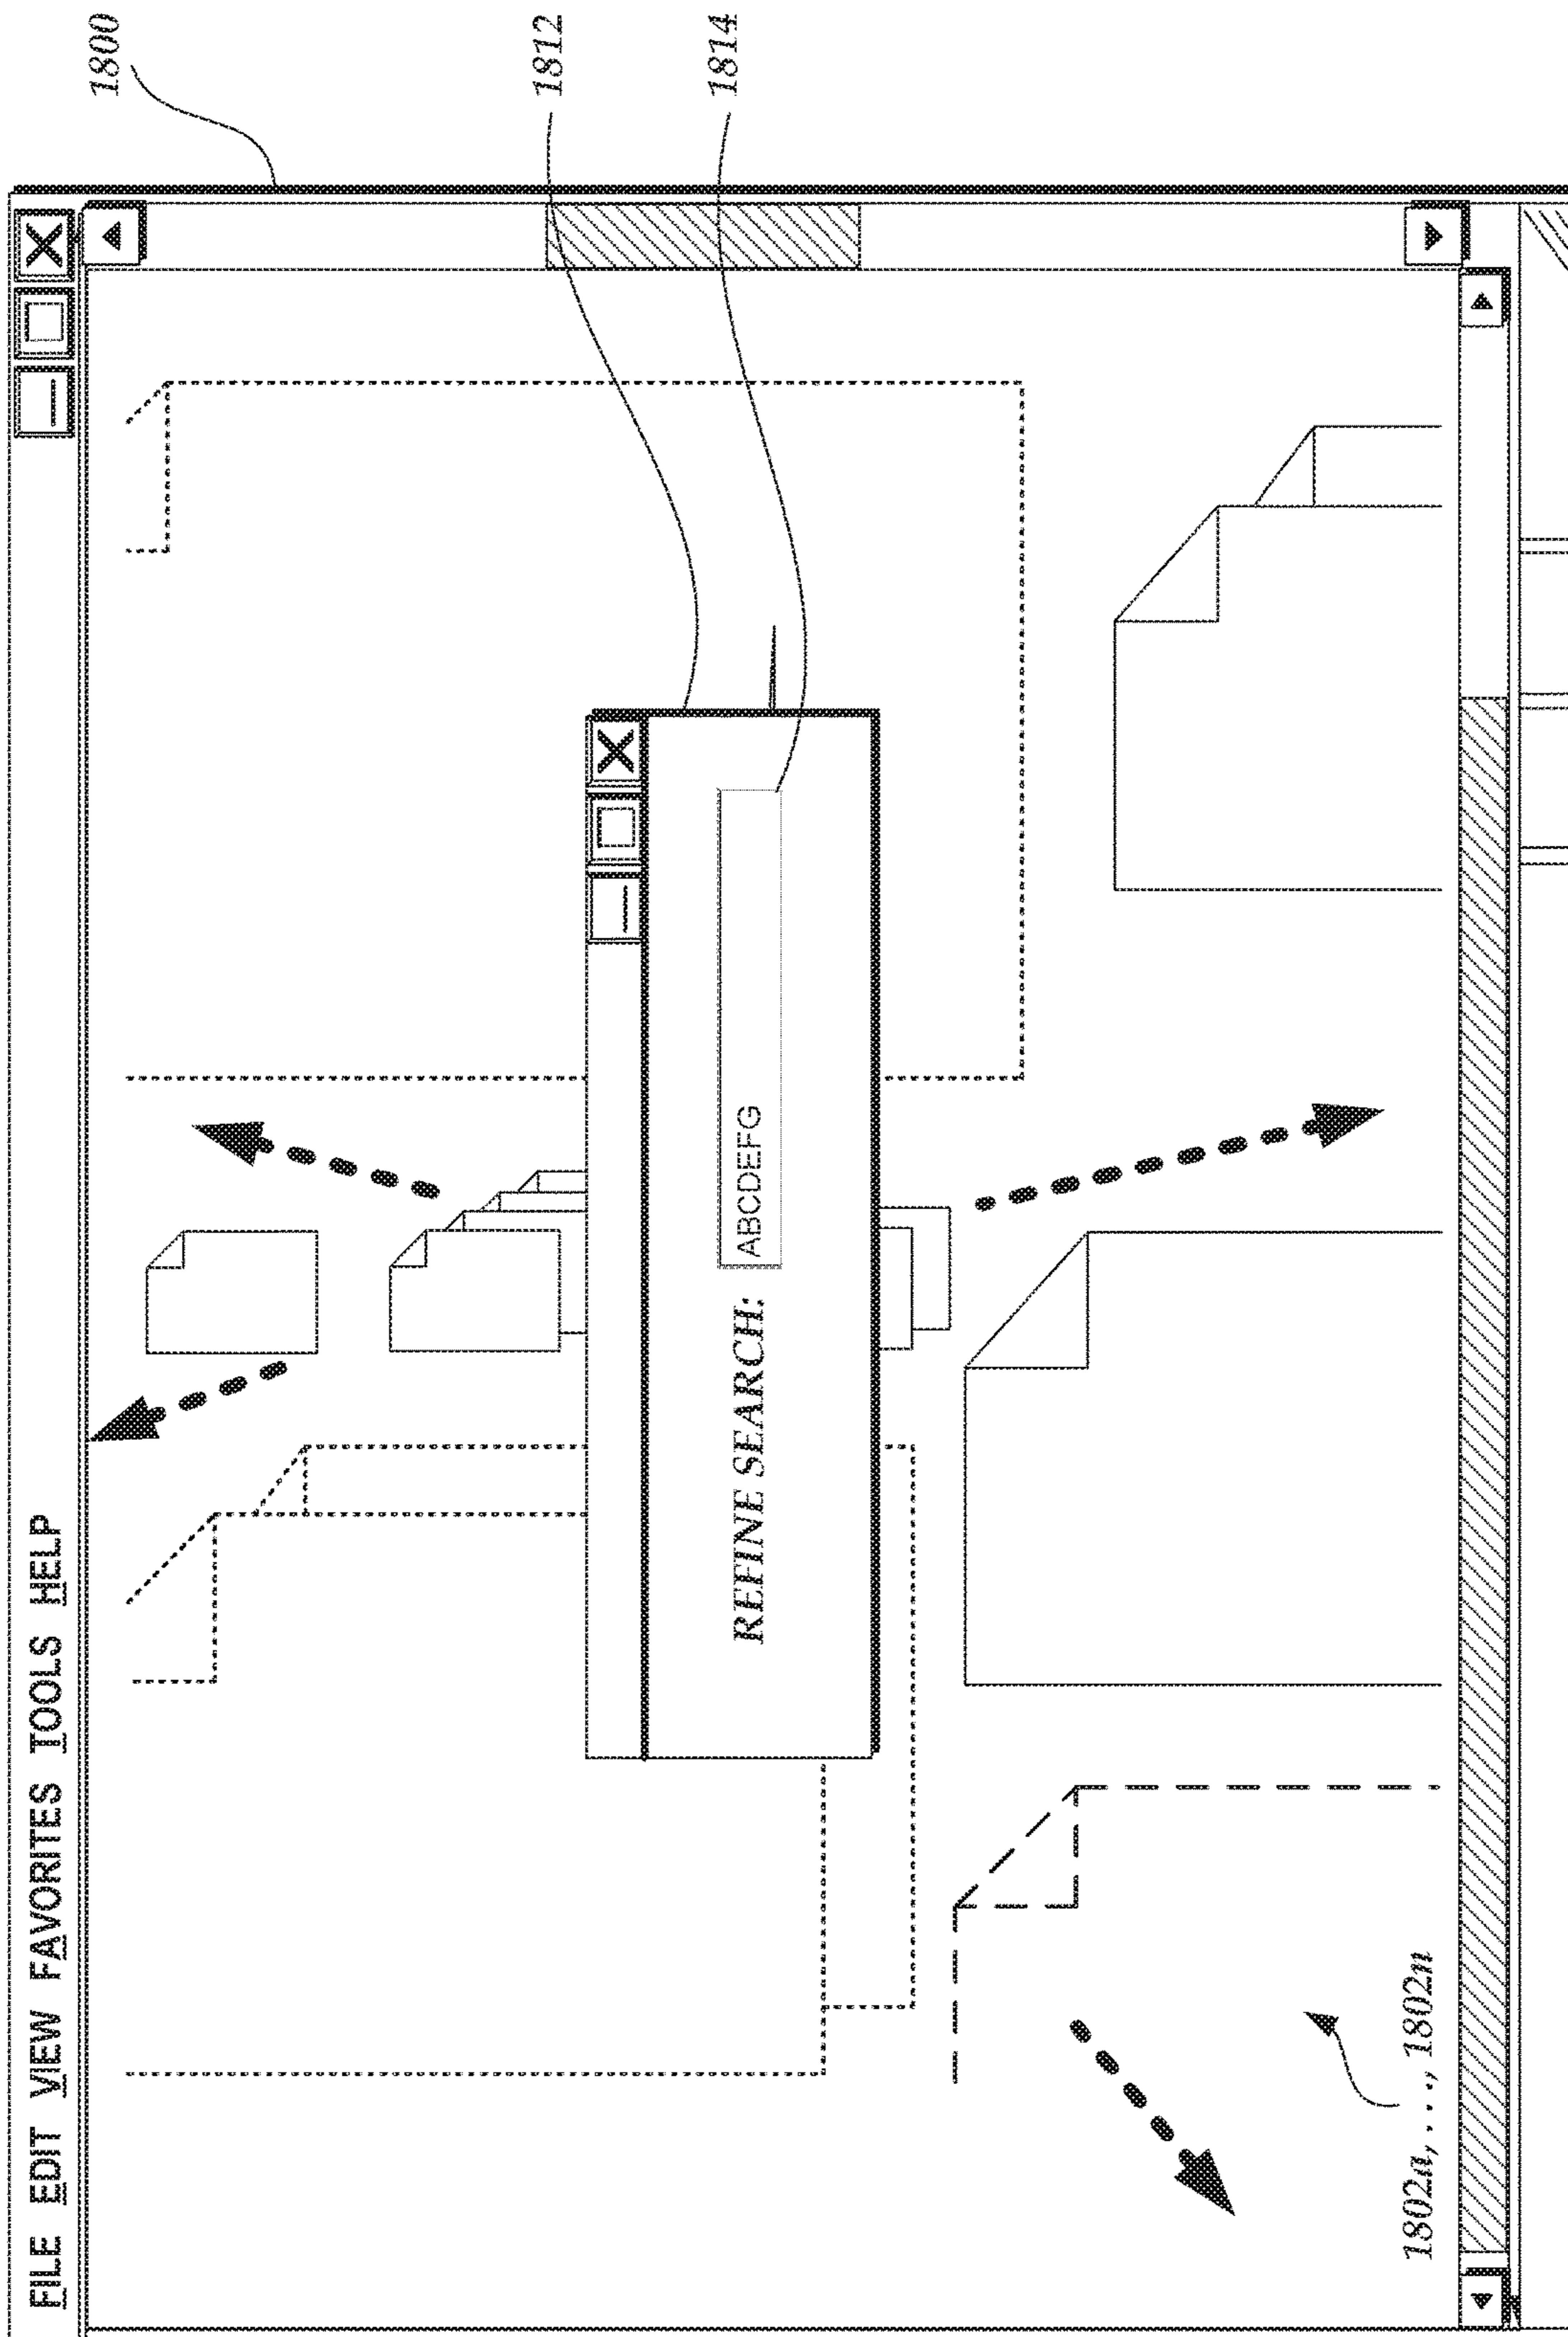 1800
FILE EDIT VIEW FAVORITES TOOLS HELP
1812
1814
REFINE SEARCH: ABCDEFG
1802a, . . ., 1802n